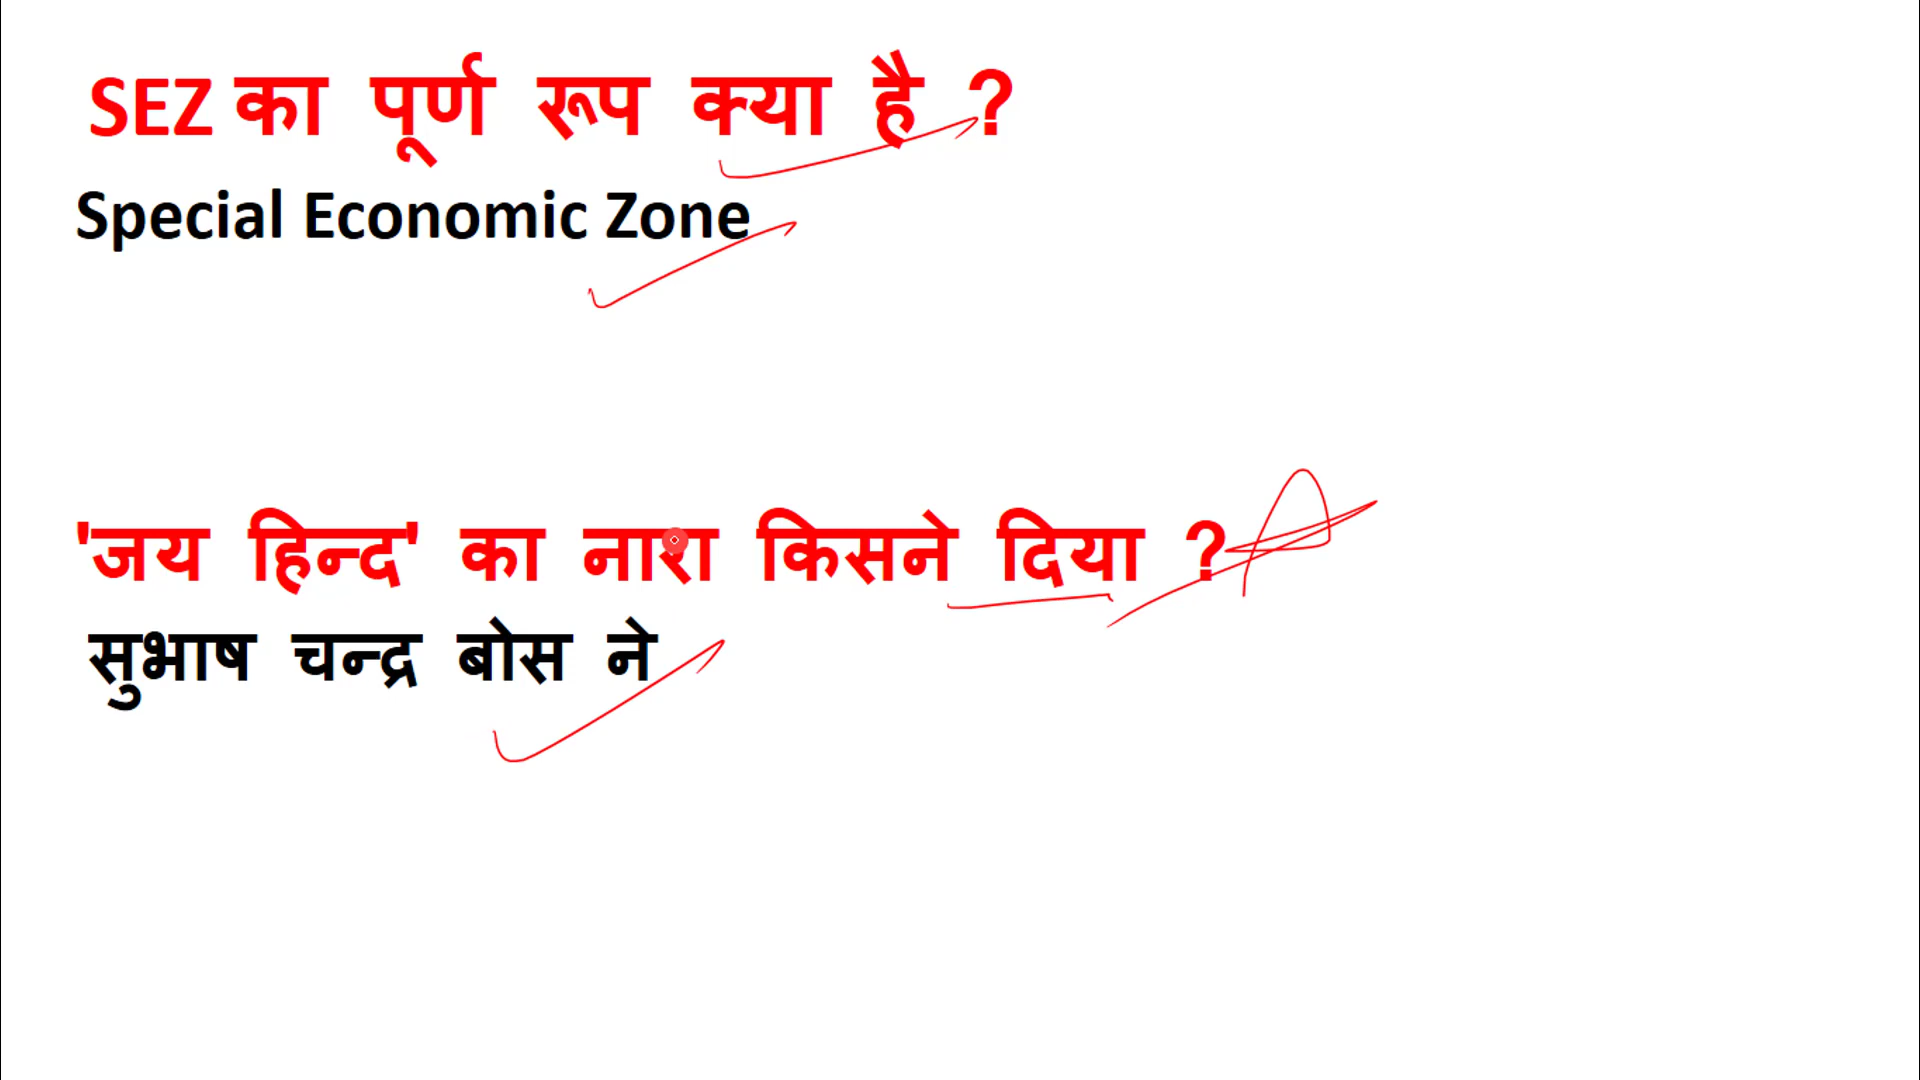 SEZ का पूर्ण रूप क्या है ?
Special Economic Zone
'जय हिन्द' का नारा किसने दिया ?
सुभाष चन्द्र बोस ने